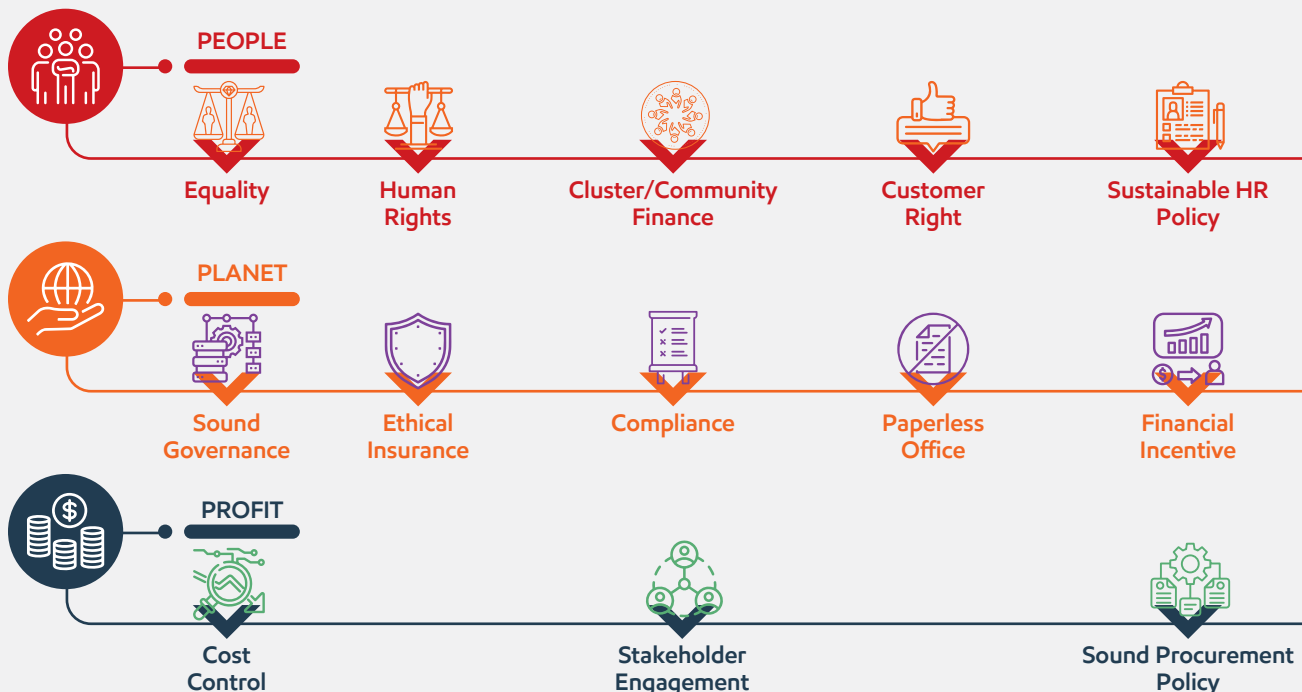 PEOPLE
Equality
Human
Rights
Cluster/Community
Finance
Customer
Right
Sustainable HR
Policy
PLANET
Sound
Governance
Ethical
Insurance
Compliance
Paperless
Office
Financial
Incentive
PROFIT
Cost
Control
Stakeholder
Engagement
Sound Procurement
Policy